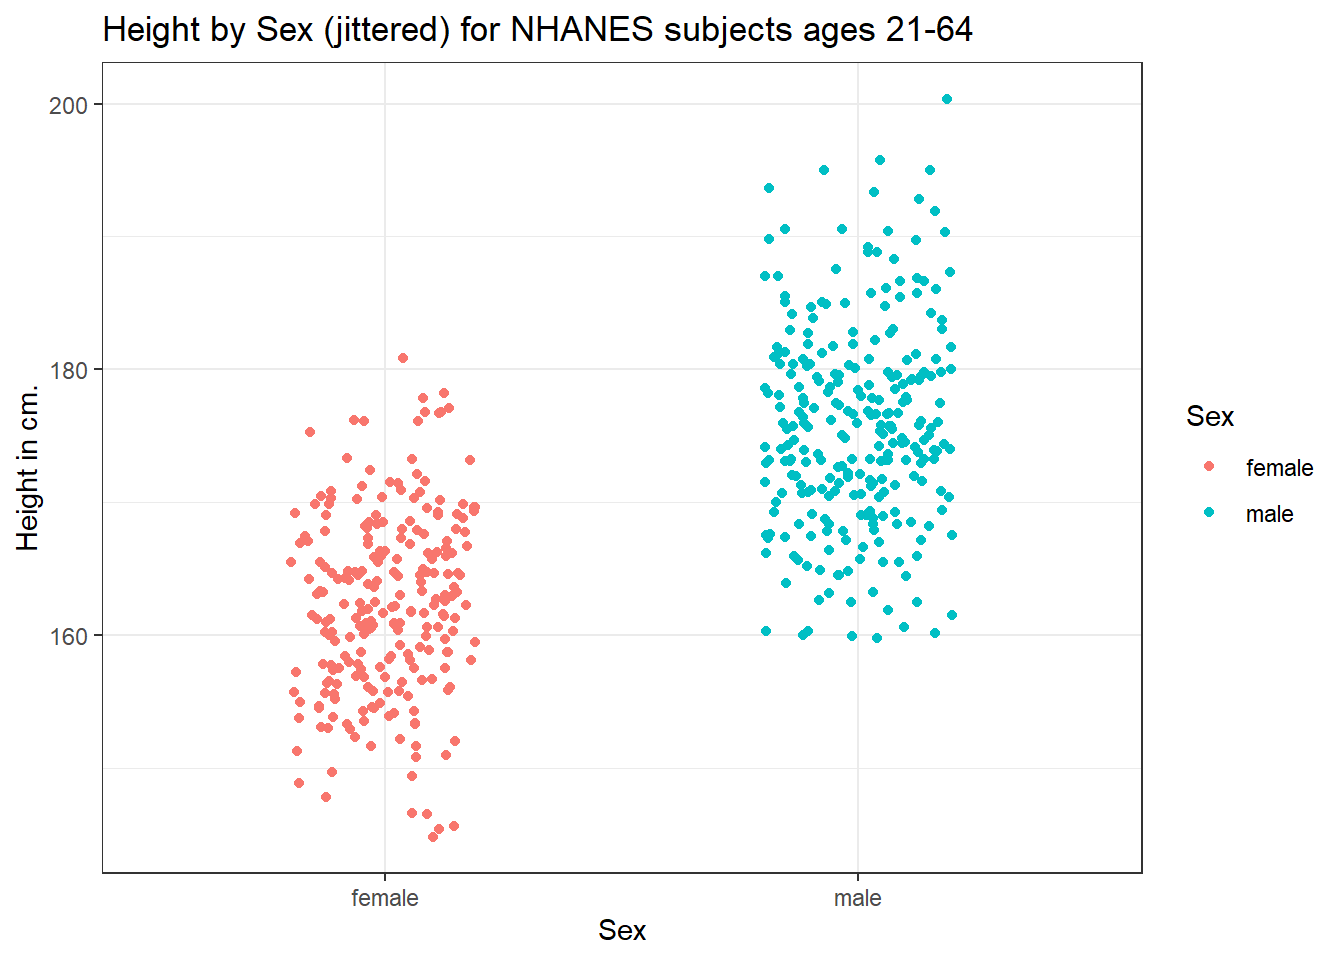 Height by Sex (jittered) for NHANES subjects ages 21-64
200
180
160
Height in cm.
female
male
Sex
Sex
female
male